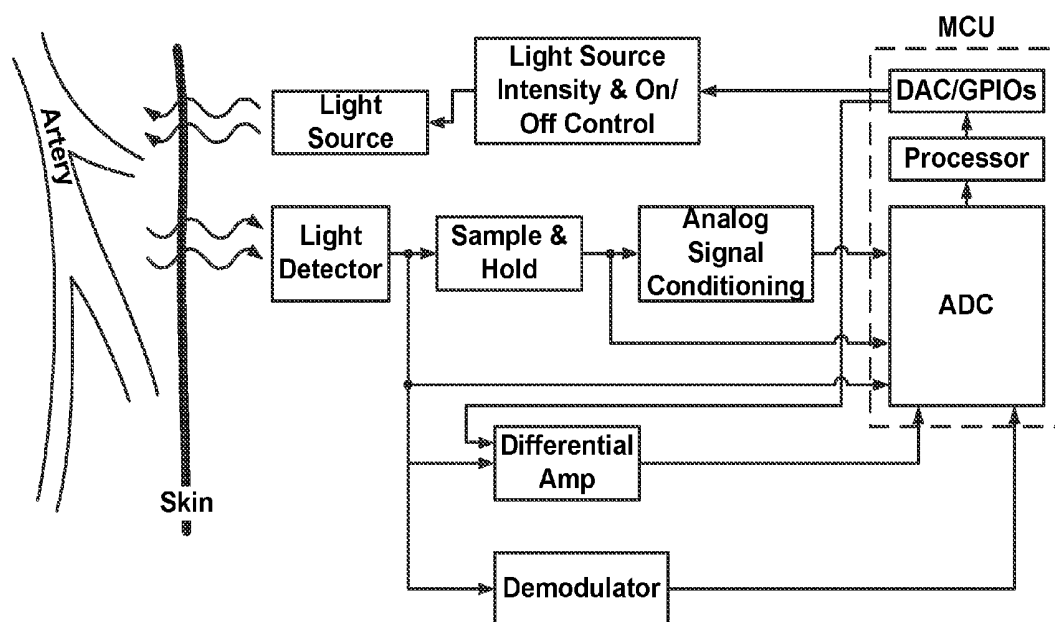 MCU
Light Source
Intensity & On/
Off Control
DAC/GPIOs
Light
Source
Artery
Processor
Light
Detector
Sample &
Hold
Analog
Signal
Conditioning
ADC
Differential
Amp
Skin
Demodulator